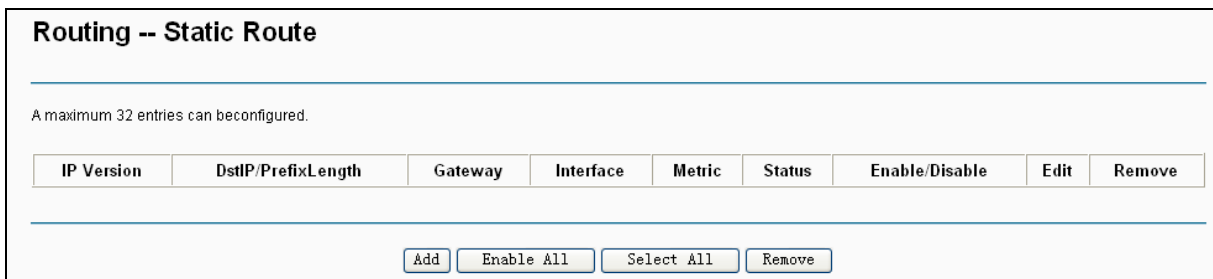 Routing -- Static Route
A maximum 32 entries can beconfigured.
IP Version DstIP/PrefixLength Gateway Interface Metric Status Enable/Disable Edit Remove
Add Enable All Select All Remove